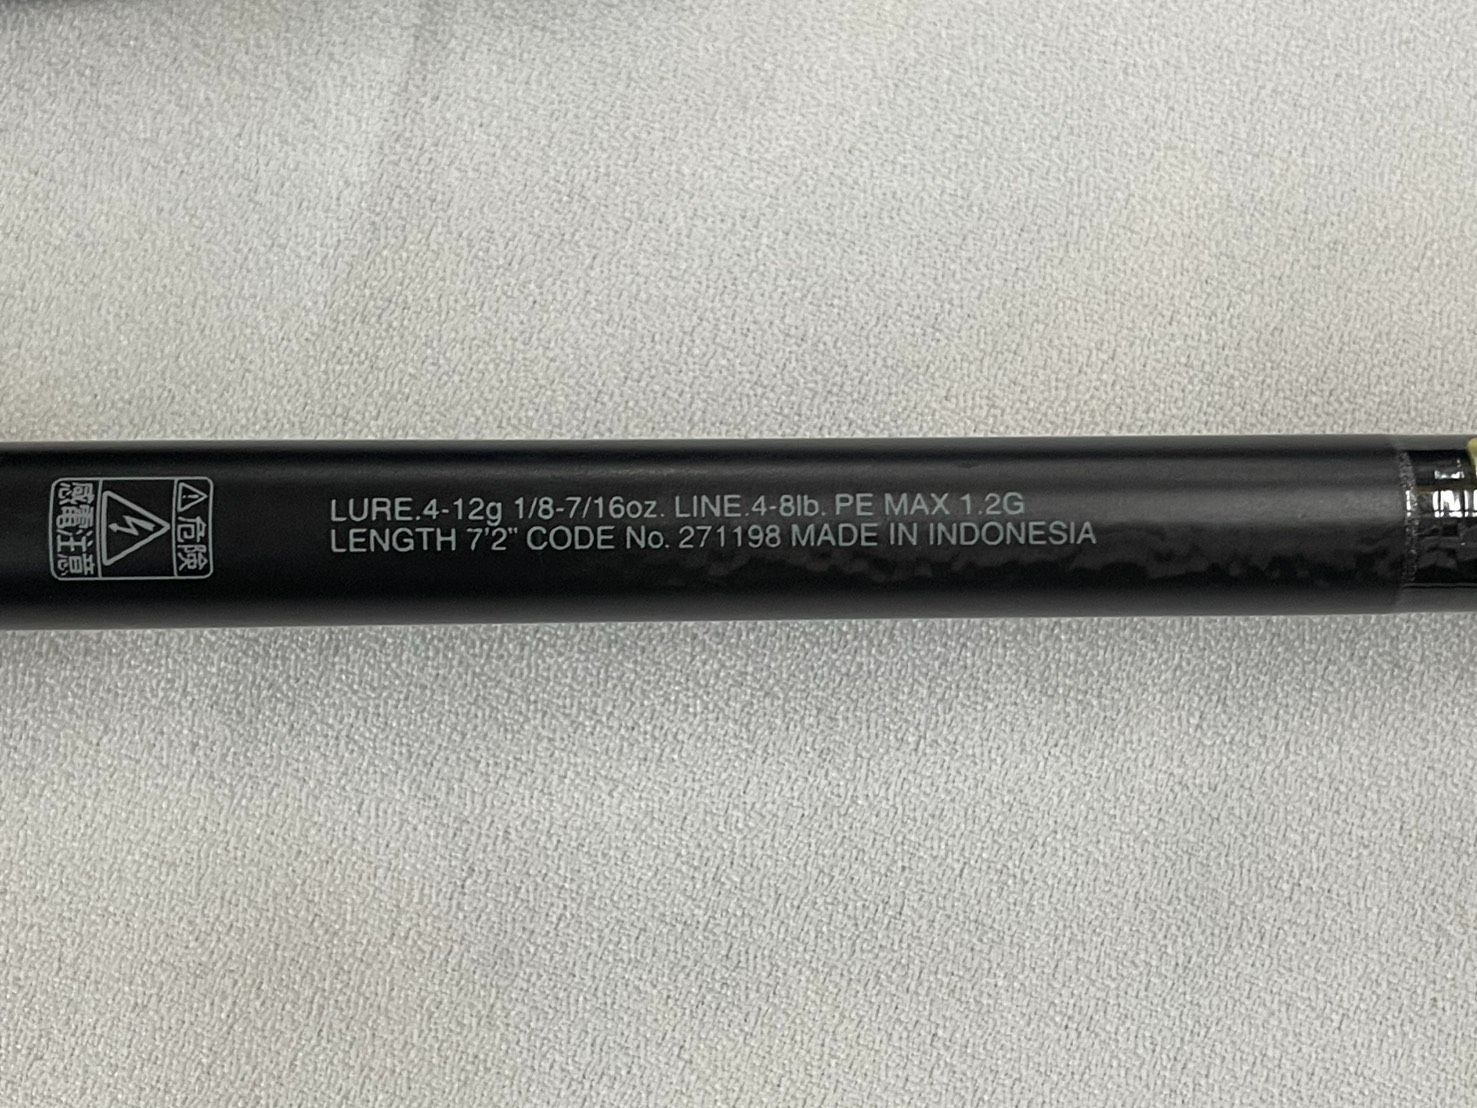 危険
感電注意
LURE.4-12g 1/8-7/16oz. LINE.4-8lb. PE MAX 1.2G
LENGTH 7'2" CODE No. 271198 MADE IN INDONESIA